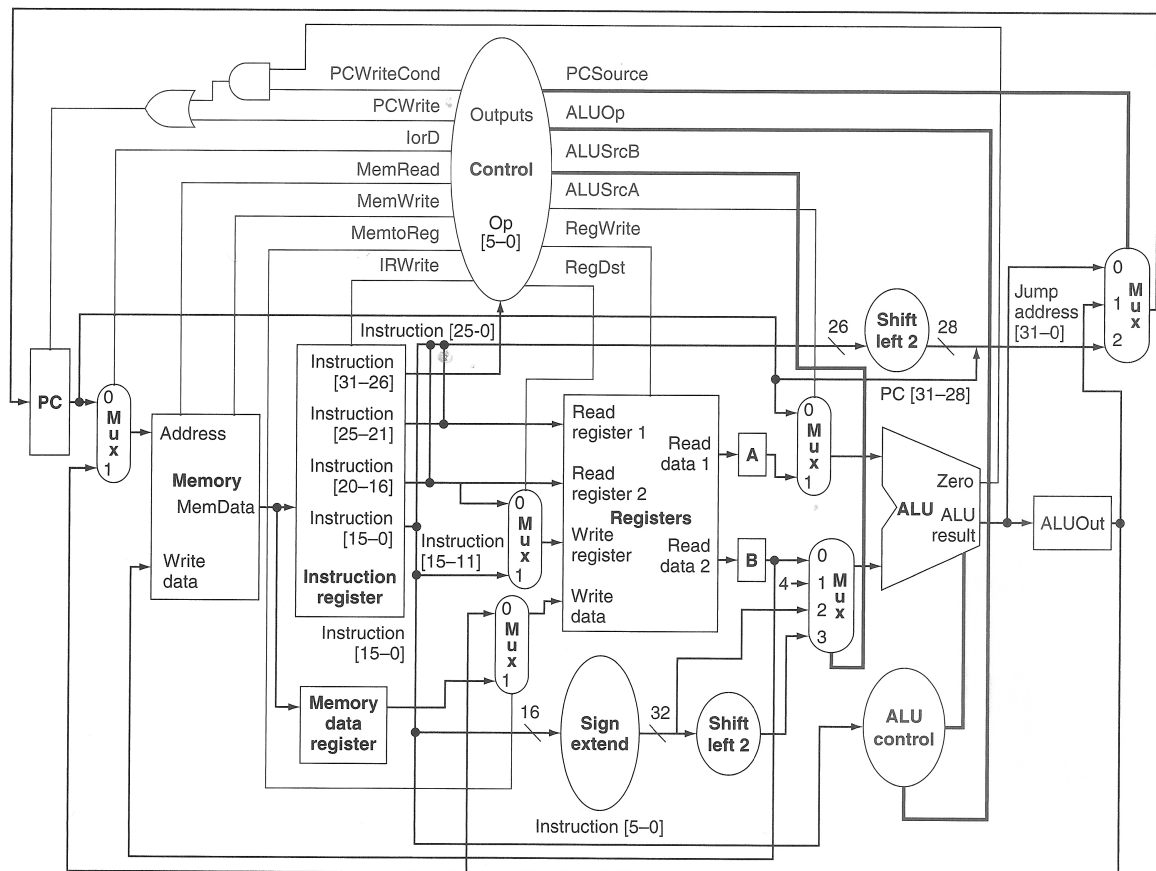 PCWriteCond
PCWrite
IorD
MemRead
MemWrite
MemtoReg
IRWrite
Outputs
Control
Op
[5–0]
PCSource
ALUOp
ALUSrcB
ALUSrcA
RegWrite
RegDst
PC
0
M
u
x
1
Address
Memory
MemData
Write
data
Instruction [25-0]
Instruction
[31–26]
Instruction
[25–21]
Instruction
[20–16]
Instruction
[15–0]
Instruction
register
Instruction
[15–11]
Instruction
[15–0]
Memory
data
register
0
M
u
x
1
0
M
u
x
1
Read
register 1
Read
register 2
Registers
Write
register
Write
data
Read
data 1
Read
data 2
A
B
16
Sign
extend
32
Shift
left 2
Instruction [5–0]
26
Shift
left 2
28
Jump
address
[31–0]
PC [31–28]
0
M
u
x
1
4
0
1
2
3
M
u
x
Zero
ALU
ALU
result
ALU
control
ALUOut
0
1
2
M
u
x